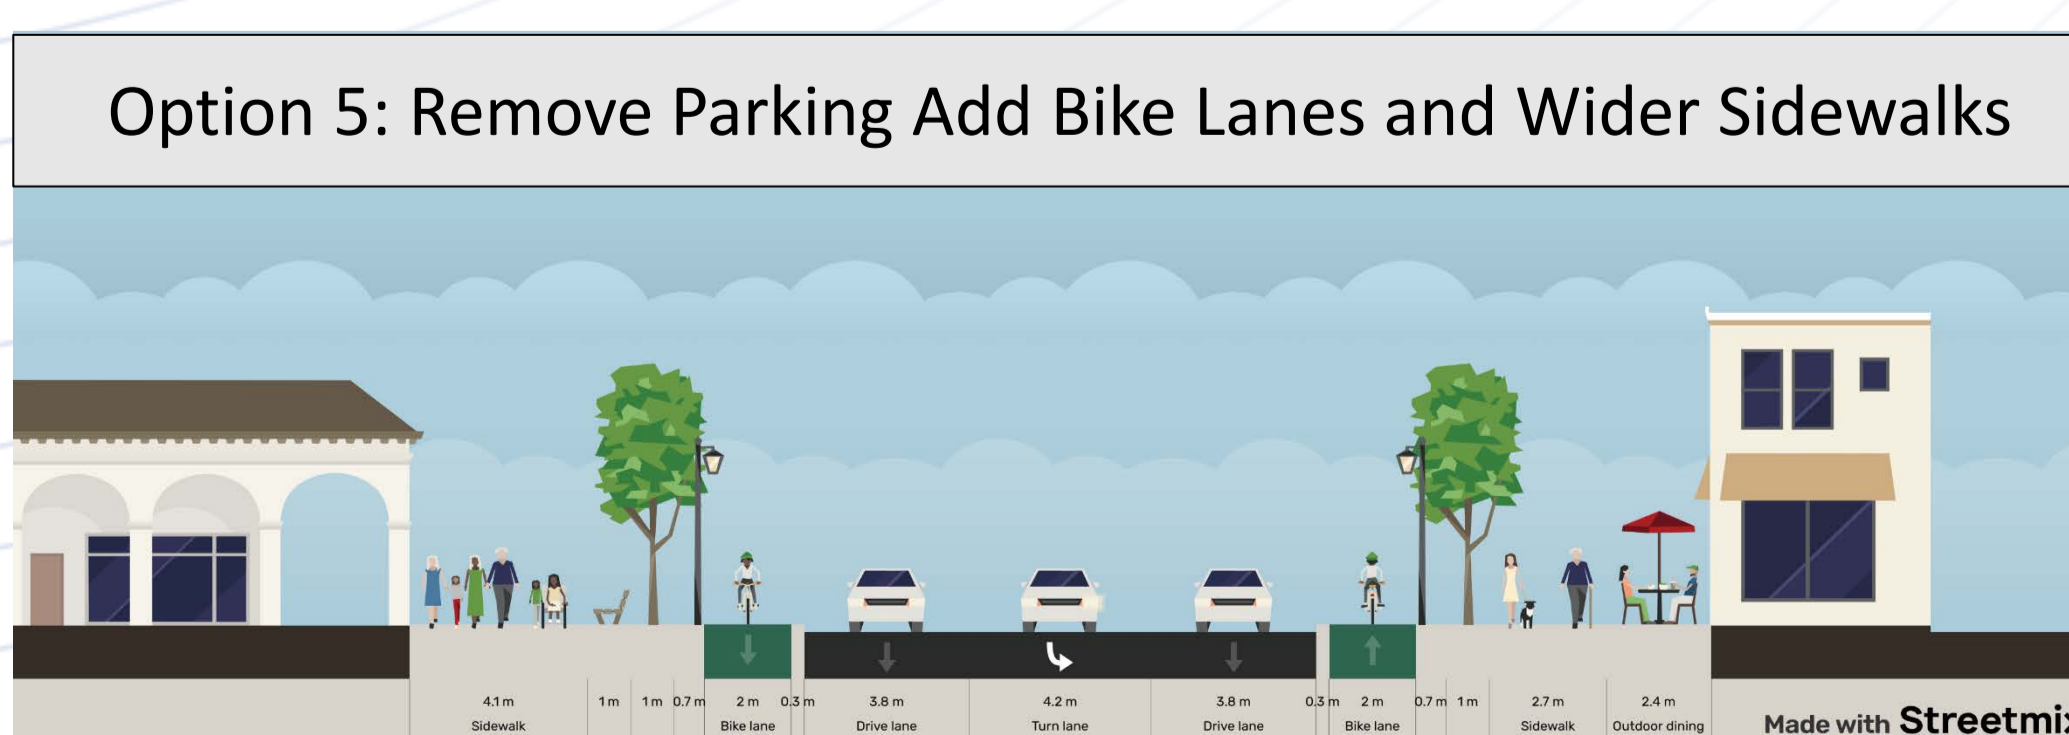 Option 5: Remove Parking Add Bike Lanes and Wider Sidewalks
4.1 m 1 m 1 m 0.7 m 2 m 0.3 m 3.8 m 4.2 m 3.8 m 0.3 m 2 m 0.7 m 1 m 2.7 m 2.4 m
Sidewalk Bike lane Drive lane Turn lane Drive lane Bike lane Sidewalk Outdoor dining
Made with Streetmix